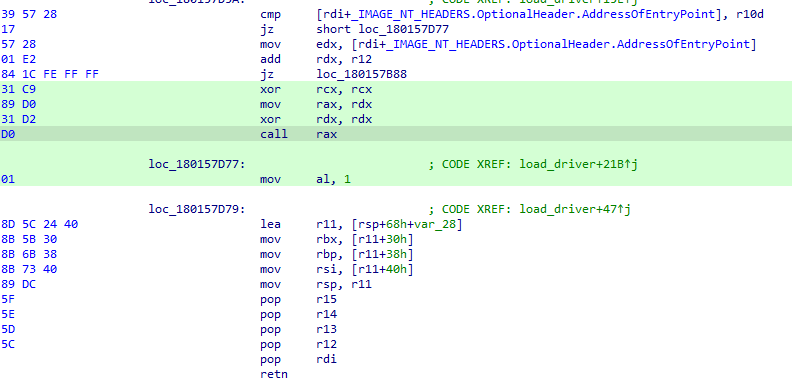 39 57 28 cmp [rdi+_IMAGE_NT_HEADERS.OptionalHeader.AddressOfEntryPoint], r10d
17 jz short loc_180157D77
57 28 mov edx, [rdi+_IMAGE_NT_HEADERS.OptionalHeader.AddressOfEntryPoint]
01 E2 add rdx, r12
84 1C FE FF FF jz loc_180157B88
31 C9 xor rcx, rcx
89 D0 mov rax, rdx
31 D2 xor rdx, rdx
D0 call rax
loc_180157D77: ; CODE XREF: load_driver+21B↑j
01 mov al, 1
loc_180157D79: ; CODE XREF: load_driver+47↑j
8D 5C 24 40 lea r11, [rsp+68h+var_28]
8B 5B 30 mov rbx, [r11+30h]
8B 6B 38 mov rbp, [r11+38h]
8B 73 40 mov rsi, [r11+40h]
89 DC mov rsp, r11
5F pop r15
5E pop r14
5D pop r13
5C pop r12
pop rdi
retn